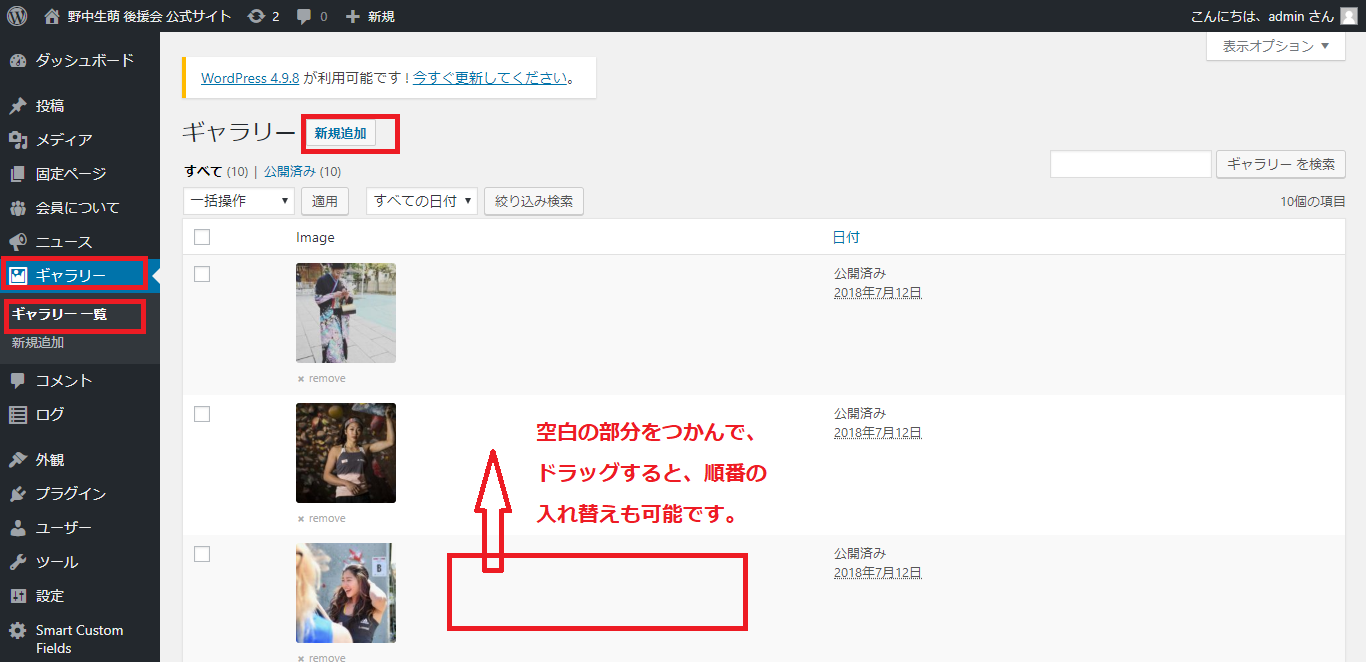 野中生萌 後援会 公式サイト 2 0 新規 こんにちは、admin さん
表示オプション ▼
ダッシュボード
投稿
メディア
固定ページ
会員について
ニュース
ギャラリー
ギャラリー 一覧
新規追加
コメント
ログ
外観
プラグイン
ユーザー
ツール
設定
Smart Custom
Fields
WordPress 4.9.8 が利用可能です ! 今すぐ更新してください。
ギャラリー 新規追加
すべて (10) | 公開済み (10)
ギャラリー を検索
一括操作 ▼ 適用 すべての日付 ▼ 絞り込み検索
10個の項目
Image 日付
公開済み
2018年7月12日
× remove
公開済み
2018年7月12日
× remove
空白の部分をつかんで、
ドラッグすると、順番の
入れ替えも可能です。
公開済み
2018年7月12日
B
× remove